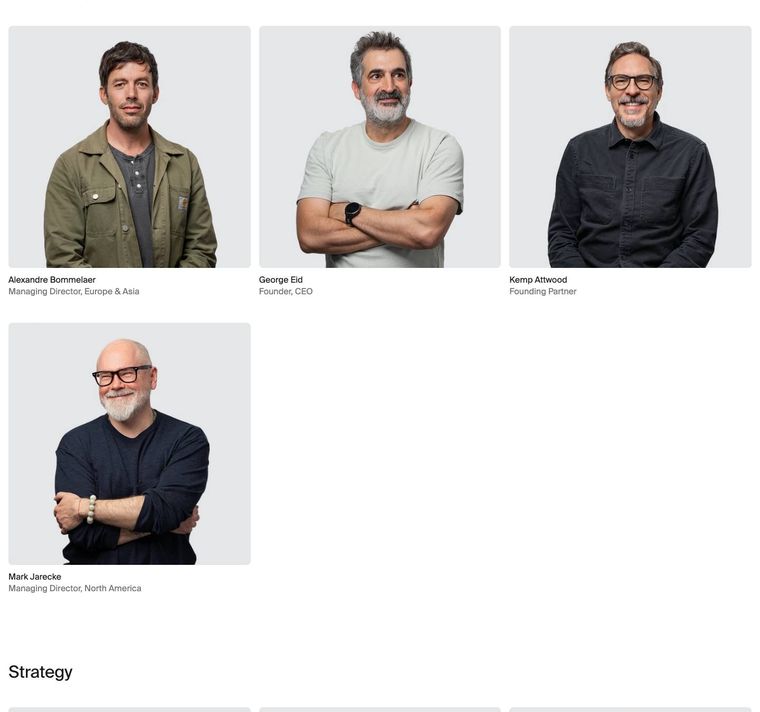 Alexandre Bommelaer
Managing Director, Europe & Asia
George Eid
Founder, CEO
Kemp Attwood
Founding Partner
Mark Jarecke
Managing Director, North America
Strategy